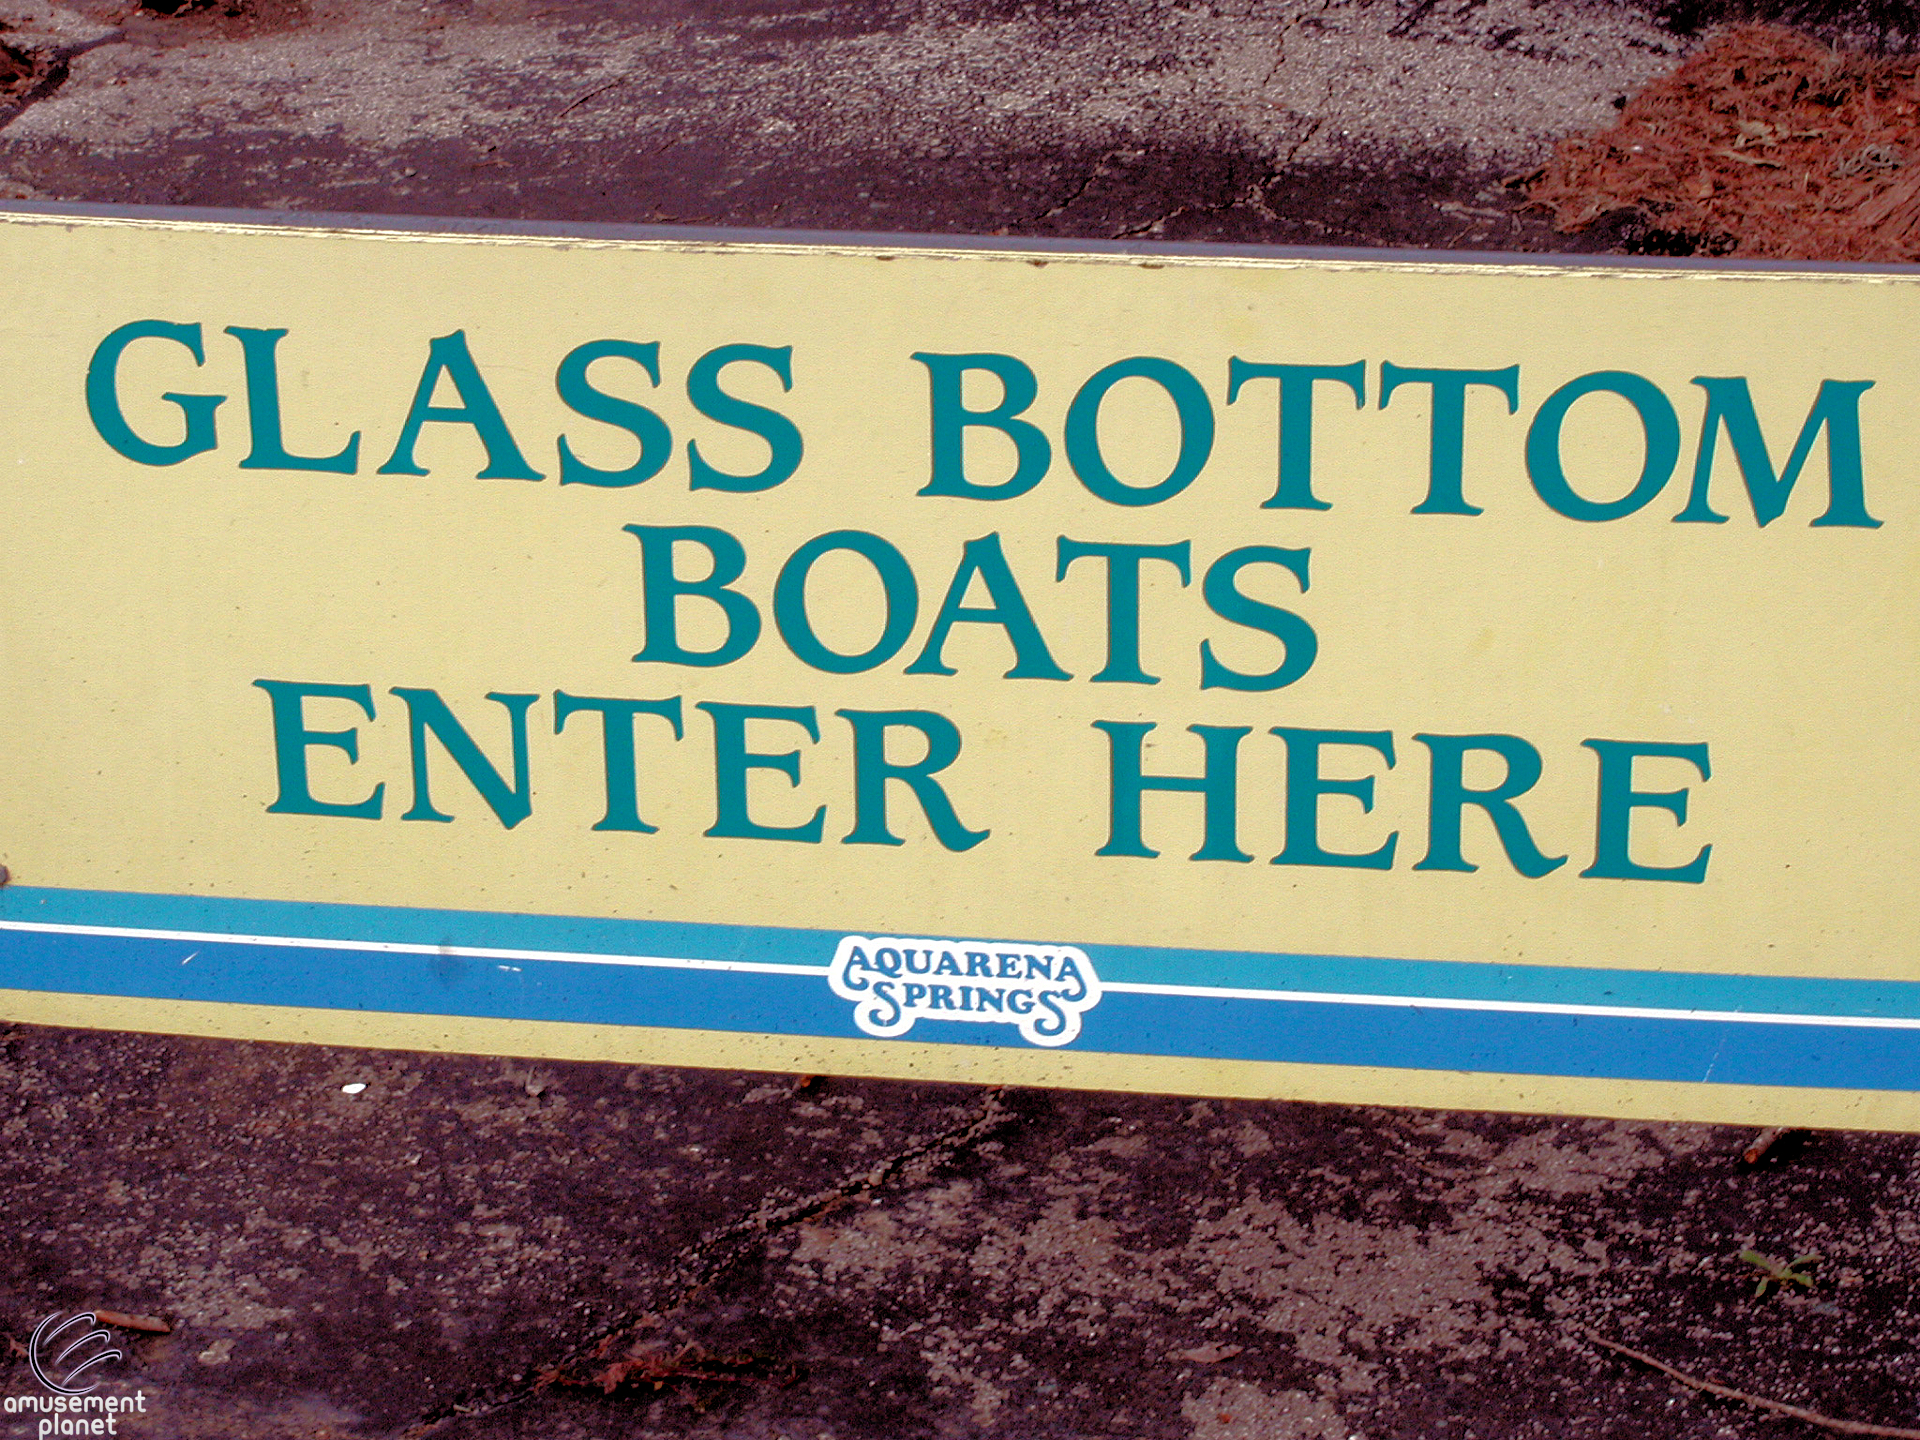 GLASS BOTTOM
BOATS
ENTER HERE
AQUARENA
SPRINGS
amusement
planet